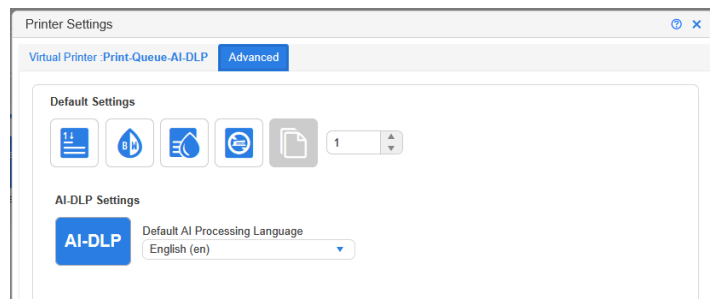 Printer Settings
Virtual Printer :Print-Queue-AI-DLP Advanced
Default Settings
1
B W
1
AI-DLP Settings
AI-DLP
Default AI Processing Language
English (en)